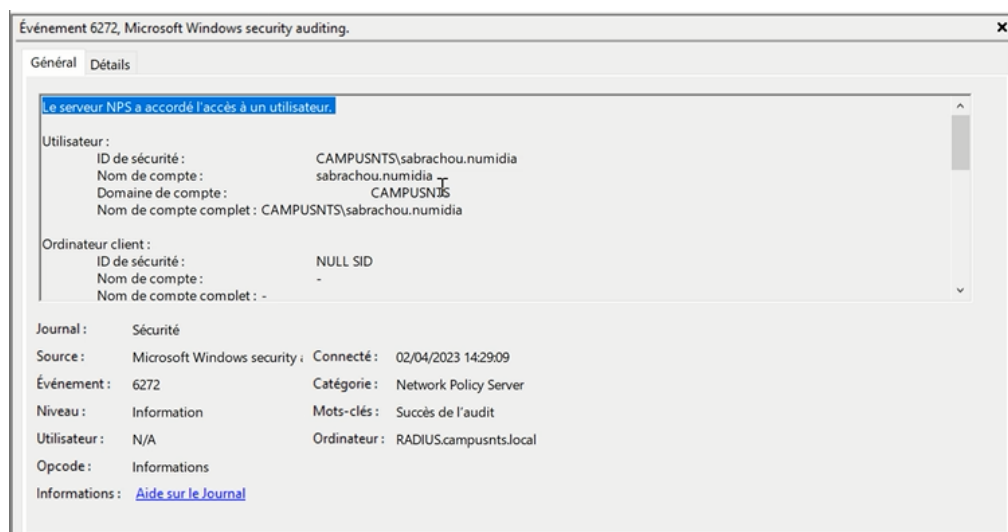 Événement 6272, Microsoft Windows security auditing.
Général Détails
Le serveur NPS a accordé l'accès à un utilisateur.
Utilisateur :
ID de sécurité : CAMPUSNTS\sabrachou.numidia
Nom de compte : sabrachou.numidia
Domaine de compte : CAMPUSNTS
Nom de compte complet : CAMPUSNTS\sabrachou.numidia
Ordinateur client :
ID de sécurité : NULL SID
Nom de compte : -
Nom de compte complet : -
Journal : Sécurité
Source : Microsoft Windows security Connecté : 02/04/2023 14:29:09
Événement : 6272 Catégorie : Network Policy Server
Niveau : Information Mots-clés : Succès de l'audit
Utilisateur : N/A Ordinateur : RADIUS.campusnts.local
Opcode : Informations
Informations : Aide sur le Journal